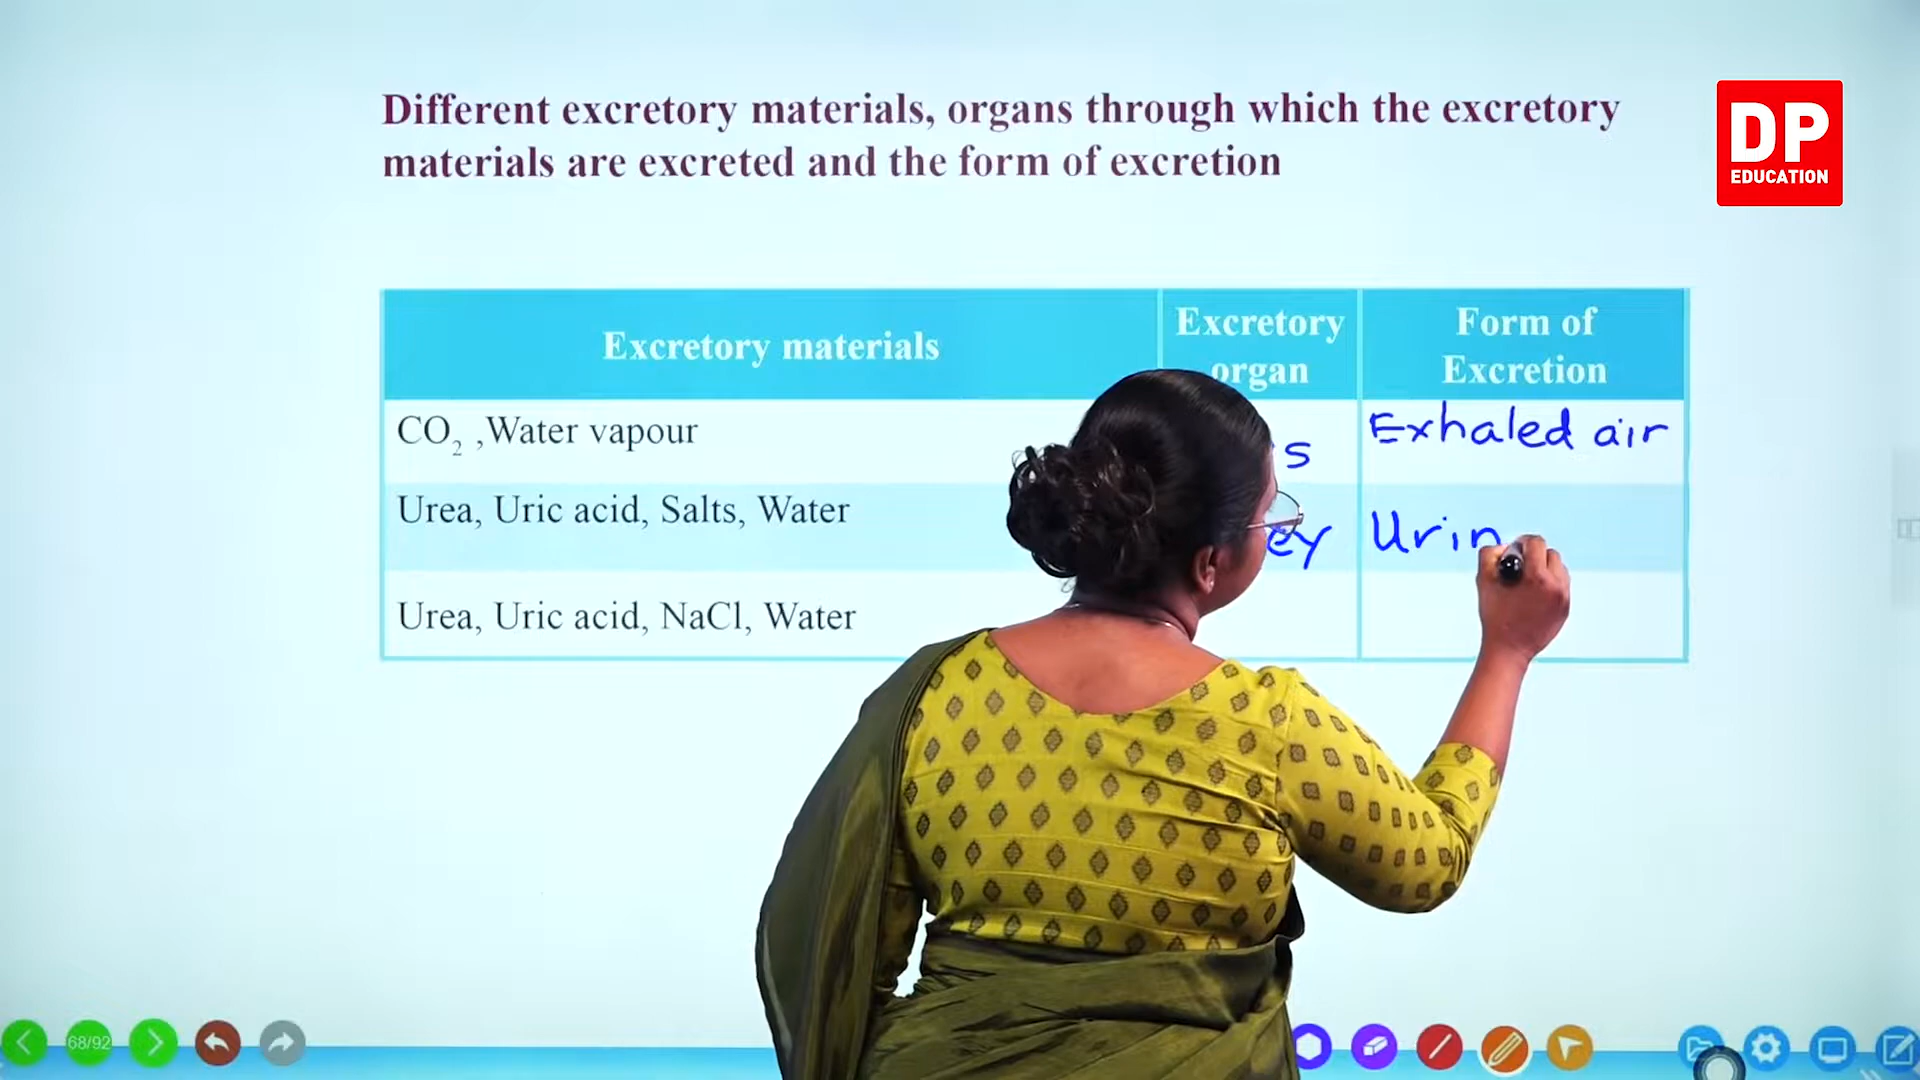 Different excretory materials, organs through which the excretory
materials are excreted and the form of excretion
DP
EDUCATION
Excretory materials
Excretory
organ
Form of
Excretion
CO₂ ,Water vapour
s
Exhaled air
Urea, Uric acid, Salts, Water
ey
Urin
Urea, Uric acid, NaCl, Water
68/92